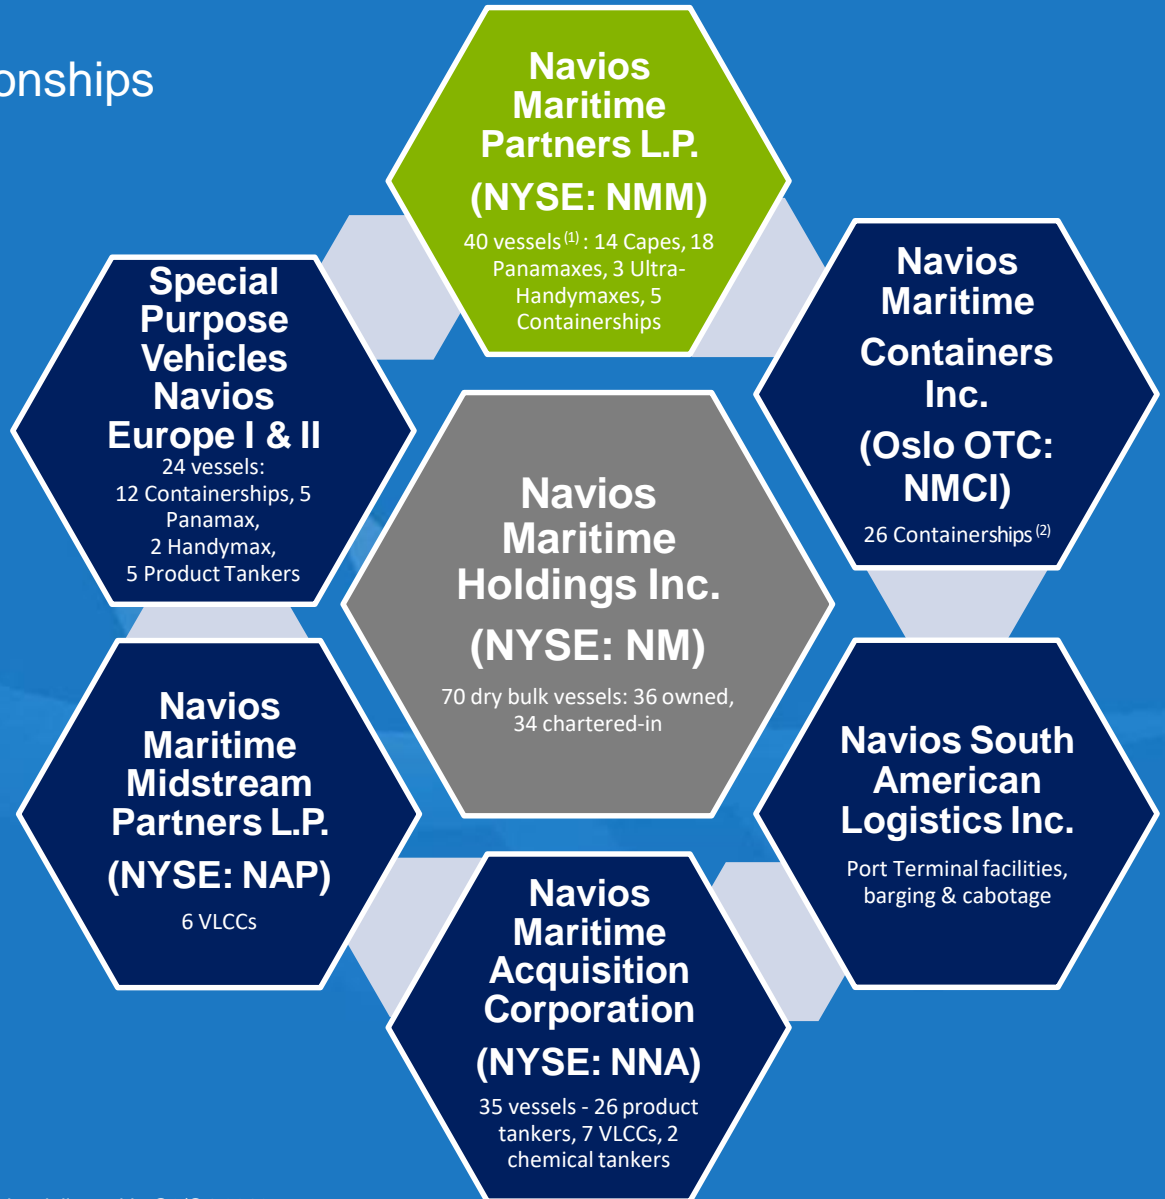 Navios
Maritime
Partners L.P.
(NYSE: NMM)
40 vessels (1) : 14 Capes, 18
Panamaxes, 3 Ultra-
Handymaxes, 5
Containerships
Special
Purpose
Vehicles
Navios
Europe I & II
24 vessels:
12 Containerships, 5
Panamax,
2 Handymax,
5 Product Tankers
Navios
Maritime
Containers
Inc.
(Oslo OTC:
NMCI)
26 Containerships (2)
Navios
Maritime
Holdings Inc.
(NYSE: NM)
70 dry bulk vessels: 36 owned,
34 chartered-in
Navios
Maritime
Midstream
Partners L.P.
(NYSE: NAP)
6 VLCCs
Navios South
American
Logistics Inc.
Port Terminal facilities,
barging & cabotage
Navios
Maritime
Acquisition
Corporation
(NYSE: NNA)
35 vessels - 26 product
tankers, 7 VLCCs, 2
chemical tankers